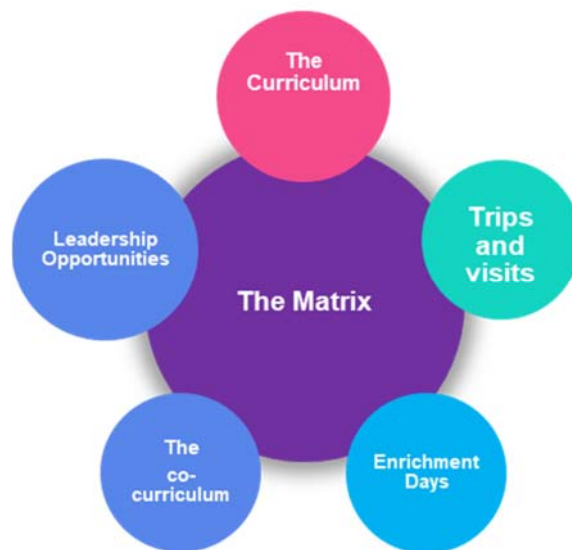 The
Curriculum
Trips
and
visits
Leadership
Opportunities
The Matrix
The
co-
curriculum
Enrichment
Days